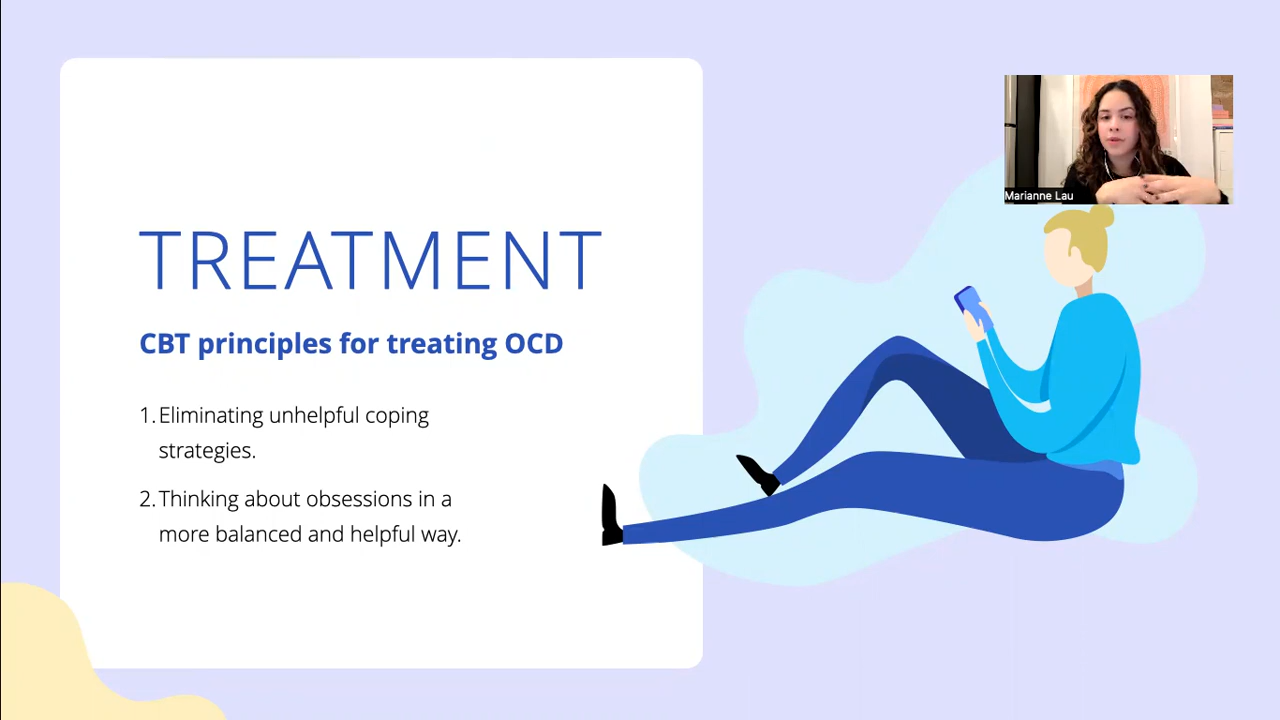 TREATMENT
CBT principles for treating OCD
1. Eliminating unhelpful coping
strategies.
2. Thinking about obsessions in a
more balanced and helpful way.
Marianne Lau